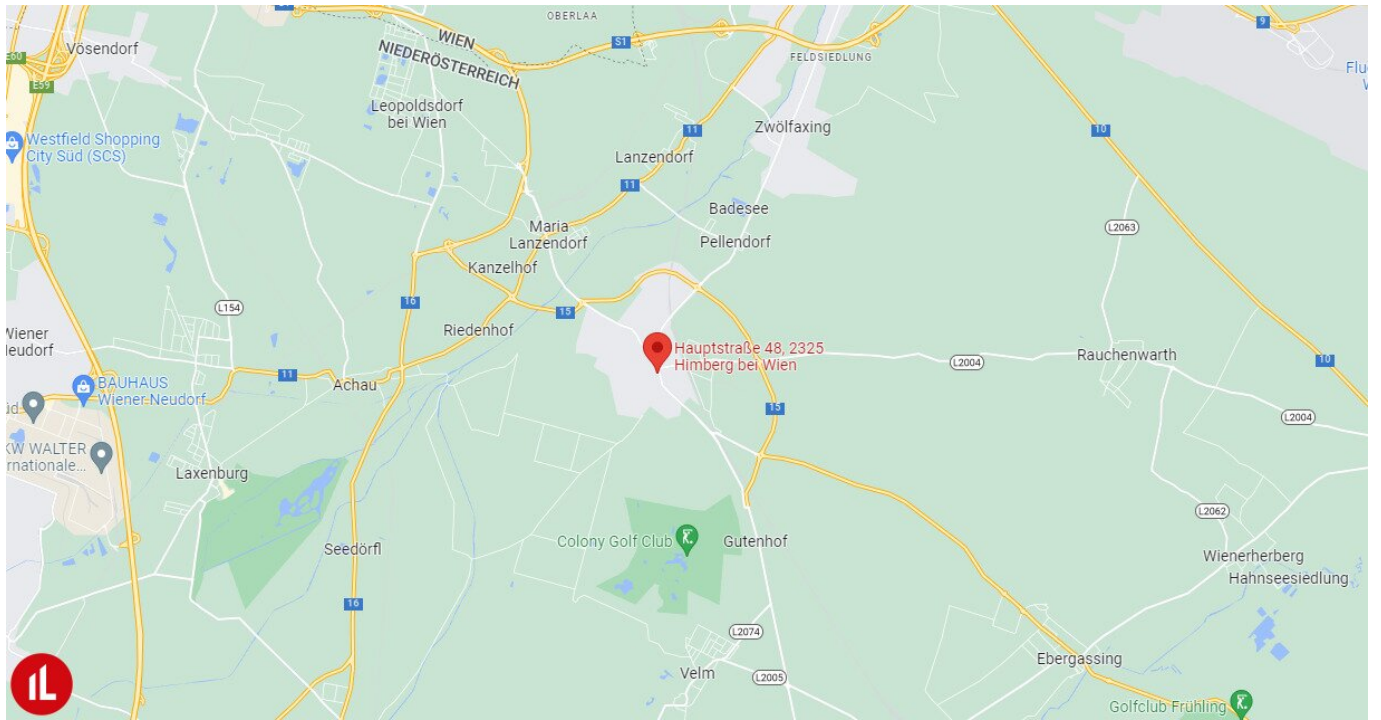 OBERLAA
9
WIEN
S1
Vösendorf
NIEDERÖSTERREICH
FELDSIEDLUNG
E60
Flu
E59
Leopoldsdorf
bei Wien
11
Zwölfaxing
10
Westfield Shopping
City Süd (SCS)
Lanzendorf
11
Badesee
Maria
Lanzendorf
Pellendorf
L2063
Kanzelhof
16
L154
15
Riedenhof
Wiener
Neudorf
Hauptstraße 48, 2325
Himberg bei Wien
L2004
Rauchenwarth
10
BAUHAUS
Wiener Neudorf
11
Achau
15
L2004
KW WALTER
rnationale...
Laxenburg
L2062
Colony Golf Club
Gutenhof
Seedörfl
Wienerherberg
Hahnseesiedlung
16
L2074
Ebergassing
Velm
L2005
iL
Golfclub Frühling